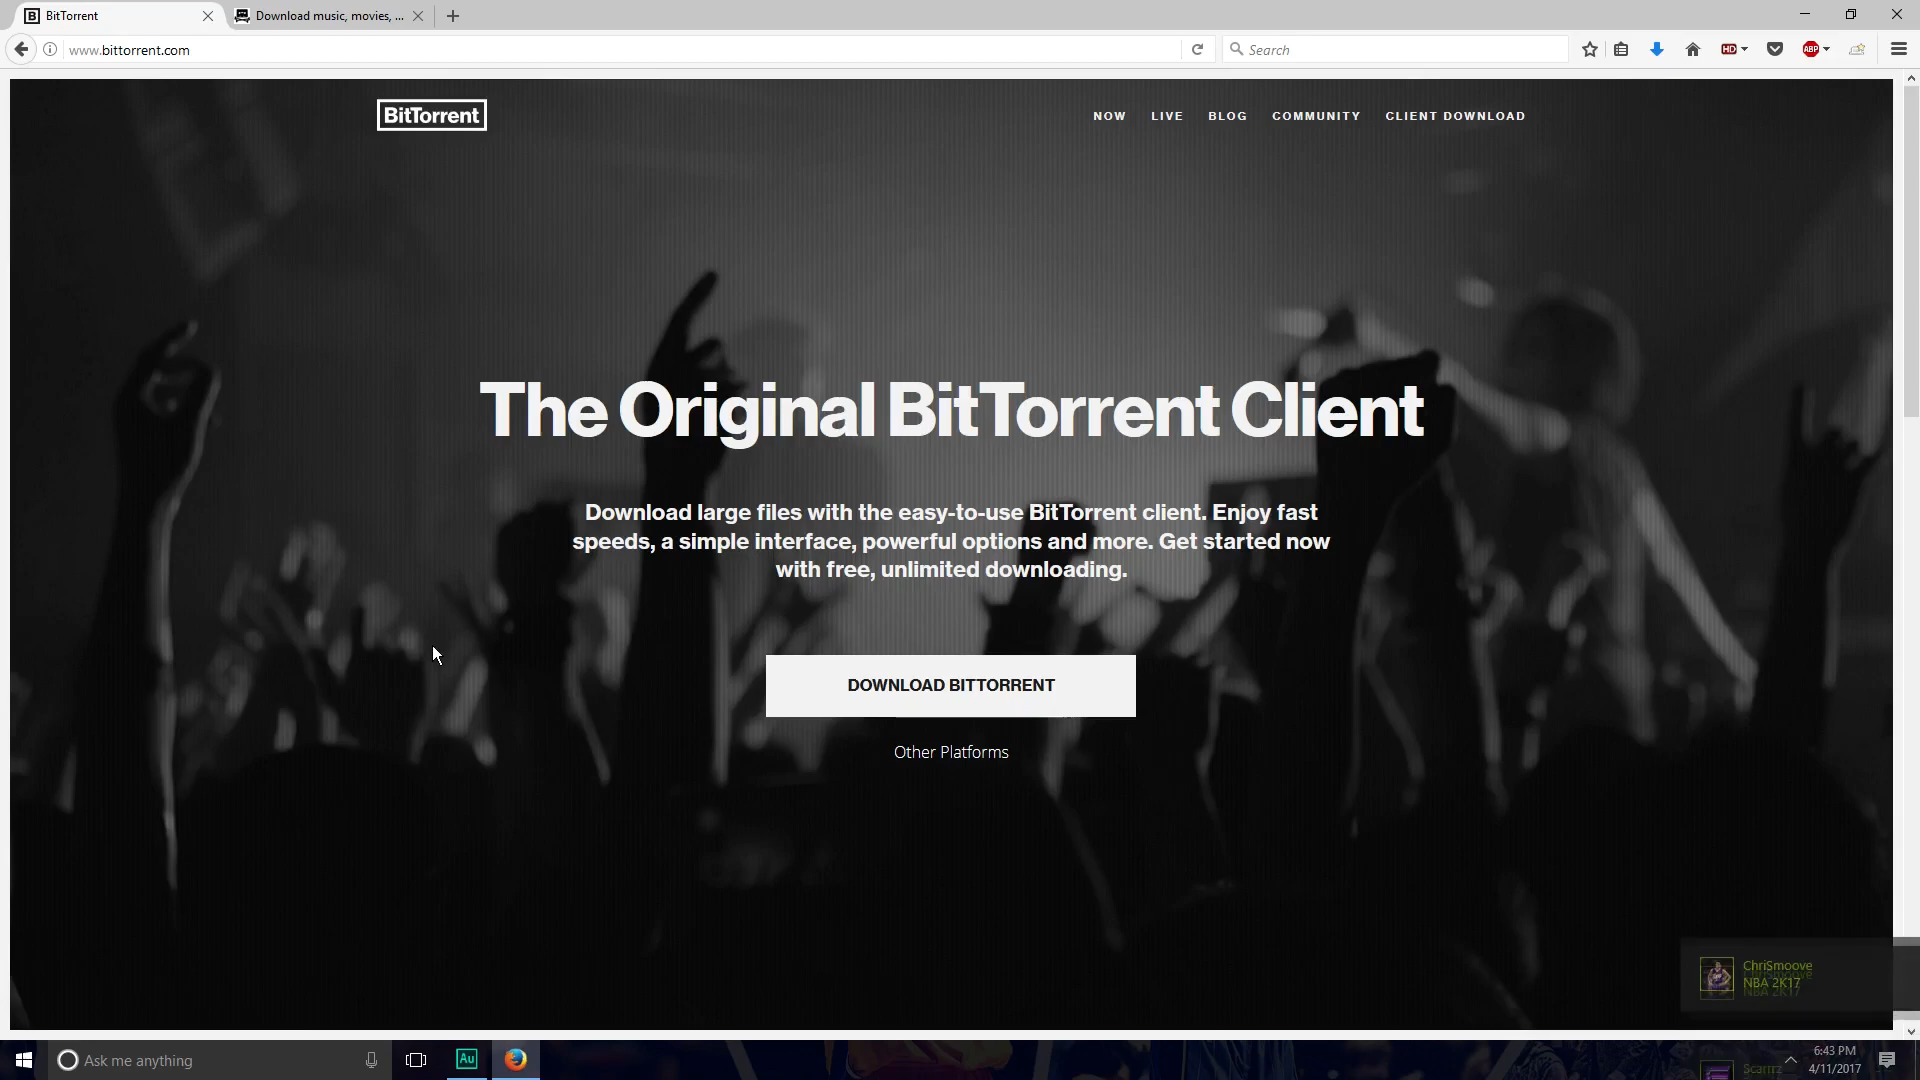 BitTorrent
Download music, movies, ...
www.bittorrent.com
Search
HD
ABP
BitTorrent
NOW LIVE BLOG COMMUNITY CLIENT DOWNLOAD
The Original BitTorrent Client
Download large files with the easy-to-use BitTorrent client. Enjoy fast
speeds, a simple interface, powerful options and more. Get started now
with free, unlimited downloading.
DOWNLOAD BITTORRENT
Other Platforms
ChriSmoove
NBA 2K17
Ask me anything
Au
6:43 PM
4/11/2017